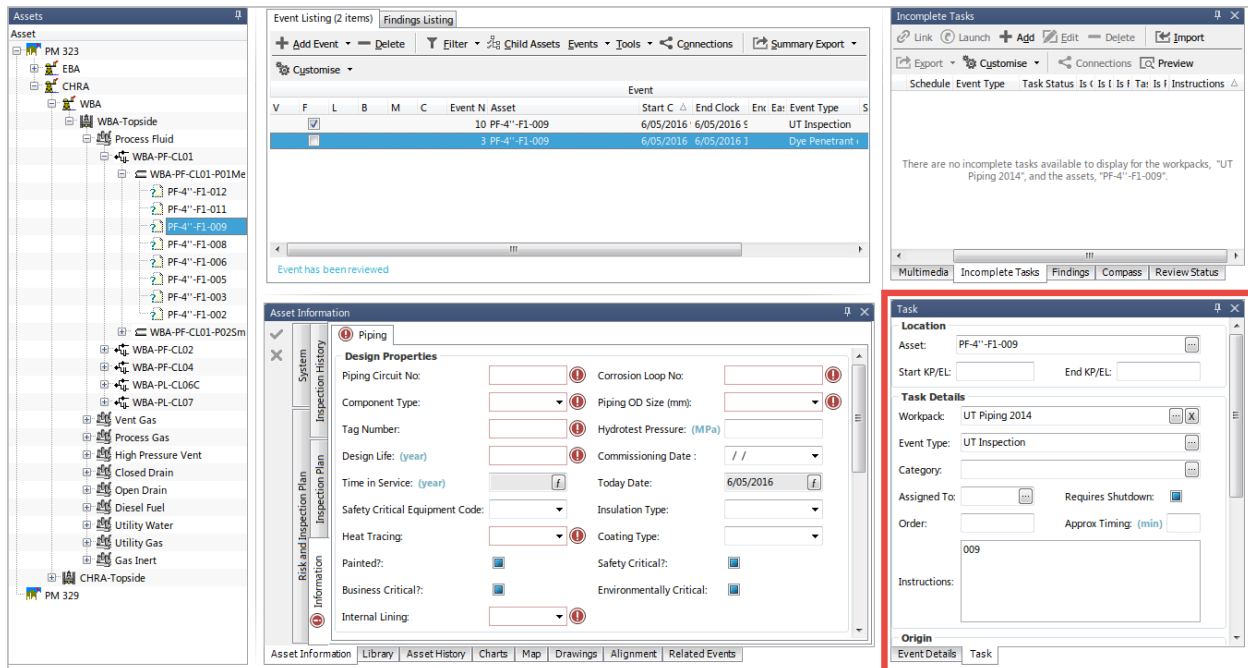 Assets
Asset
PM 323
EBA
CHRA
WBA
WBA-Topside
Process Fluid
WBA-PF-CL01
WBA-PF-CL01-P01Me
PF-4''-F1-012
PF-4''-F1-011
PF-4''-F1-009
PF-4''-F1-008
PF-4''-F1-006
PF-4''-F1-005
PF-4''-F1-003
PF-4''-F1-002
WBA-PF-CL01-P02Sm
WBA-PF-CL02
WBA-PF-CL04
WBA-PL-CL06C
WBA-PL-CL07
Vent Gas
Process Gas
High Pressure Vent
Closed Drain
Open Drain
Diesel Fuel
Utility Water
Utility Gas
Gas Inert
CHRA-Topside
PM 329
Event Listing (2 items) Findings Listing
Add Event Delete Filter Child Assets Events Tools Connections Summary Export
Customise
Event
V F L B M C Event N Asset Start C End Clock Enc Eas Event Type S
10 PF-4''-F1-009 6/05/2016 6/05/2016 9 UT Inspection
3 PF-4''-F1-009 6/05/2016 6/05/2016 1 Dye Penetrant
Event has been reviewed
Incomplete Tasks
Link Launch Add Edit Delete Import
Export Customise Connections Preview
Schedule Event Type Task Status Is ( Is I Is F Ta: Is F Instructions
There are no incomplete tasks available to display for the workpacks, "UT
Piping 2014", and the assets, "PF-4''-F1-009".
Multimedia Incomplete Tasks Findings Compass Review Status
Asset Information
System
Inspection History
Risk and Inspection Plan
Inspection Plan
Information
Piping
Design Properties
Piping Circuit No: Corrosion Loop No:
Component Type: Piping OD Size (mm):
Tag Number: Hydrotest Pressure: (MPa)
Design Life: (year) Commissioning Date : / /
Time in Service: (year) f Today Date: 6/05/2016 f
Safety Critical Equipment Code: Insulation Type:
Heat Tracing: Coating Type:
Painted?: Safety Critical?:
Business Critical?: Environmentally Critical:
Internal Lining:
Asset Information Library Asset History Charts Map Drawings Alignment Related Events
Task
Location
Asset: PF-4''-F1-009 ...
Start KP/EL: End KP/EL:
Task Details
Workpack: UT Piping 2014 ... X
Event Type: UT Inspection ...
Category: ...
Assigned To: ... Requires Shutdown:
Order: Approx Timing: (min)
009
Instructions:
Origin
Event Details Task